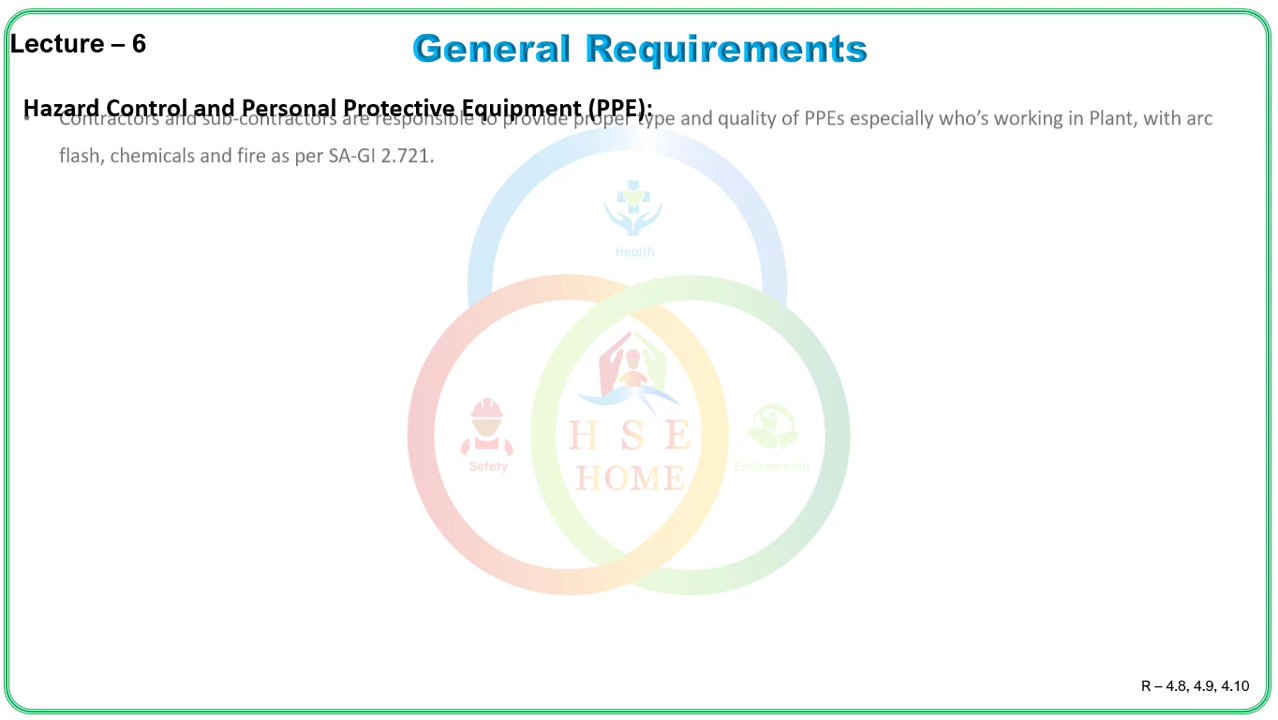 Lecture – 6
General Requirements
Hazard Control and Personal Protective Equipment (PPE):
• Contractors and sub-contractors are responsible to provide proper type and quality of PPEs especially who's working in Plant, with arc
flash, chemicals and fire as per SA-GI 2.721.
Health
H S E
HOME
Sefety
Environment
R – 4.8, 4.9, 4.10